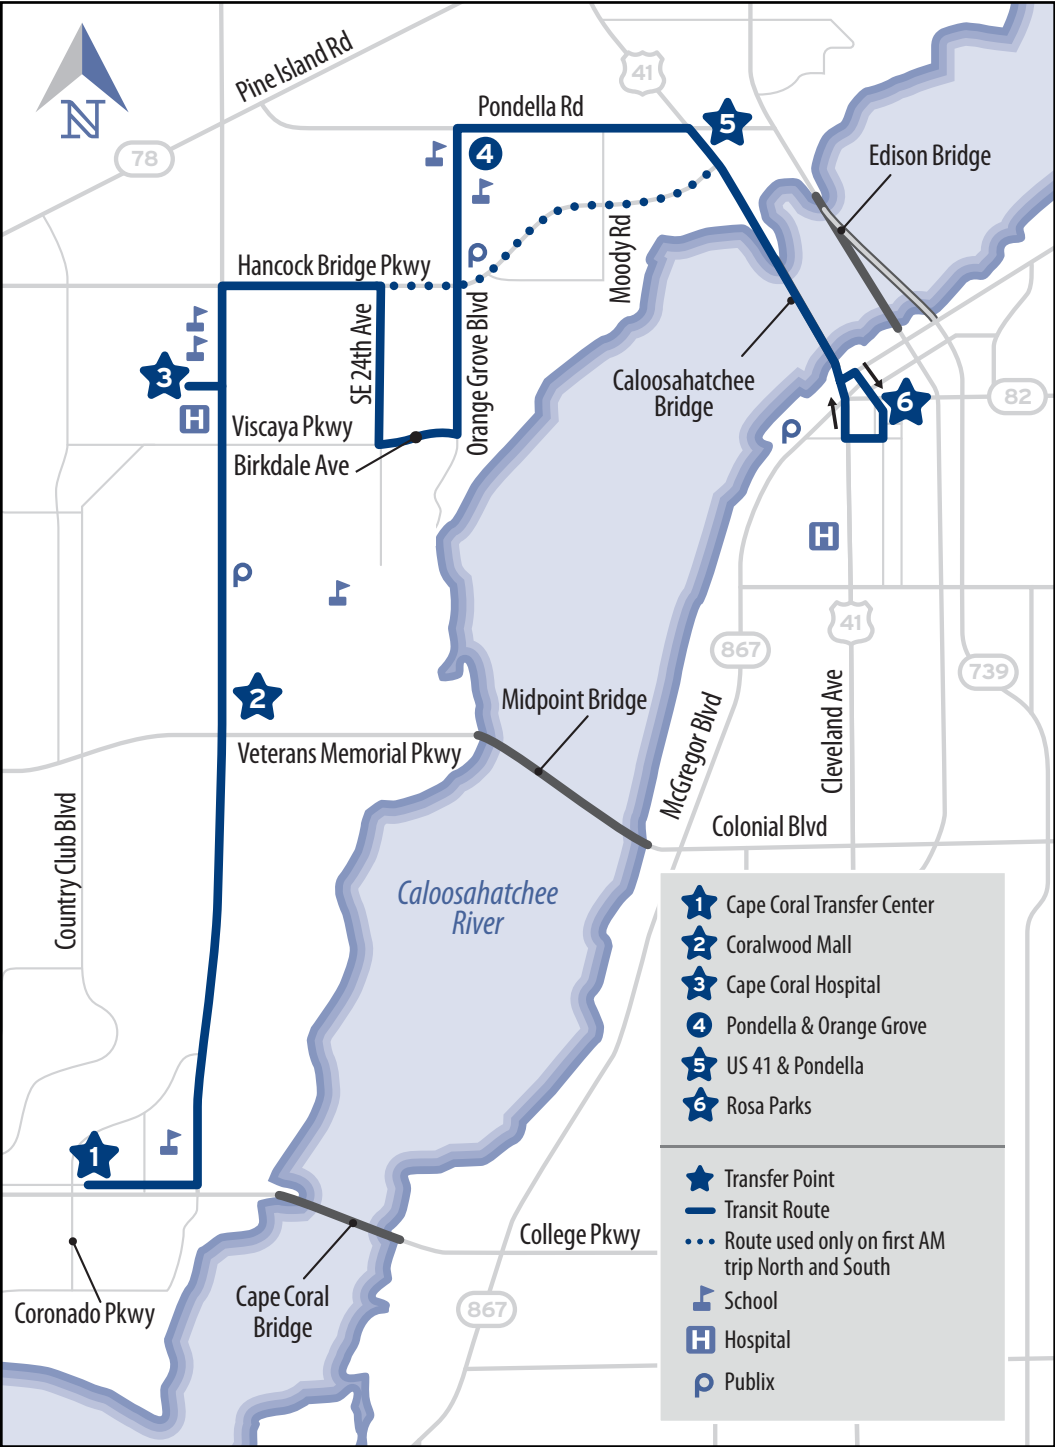 N
Pine Island Rd
78
41
Pondella Rd
5
4
Edison Bridge
Moody Rd
Hancock Bridge Pkwy
SE 24th Ave
Orange Grove Blvd
3
H
Viscaya Pkwy
Birkdale Ave
Caloosahatchee
Bridge
6
82
P
P
P
H
2
41
867
739
Midpoint Bridge
Veterans Memorial Pkwy
McGregor Blvd
Cleveland Ave
Colonial Blvd
Country Club Blvd
Caloosahatchee
River
1
College Pkwy
Coronado Pkwy
Cape Coral
Bridge
867
1 Cape Coral Transfer Center
2 Coralwood Mall
3 Cape Coral Hospital
4 Pondella & Orange Grove
5 US 41 & Pondella
6 Rosa Parks
Transfer Point
Transit Route
Route used only on first AM
trip North and South
School
H Hospital
P Publix